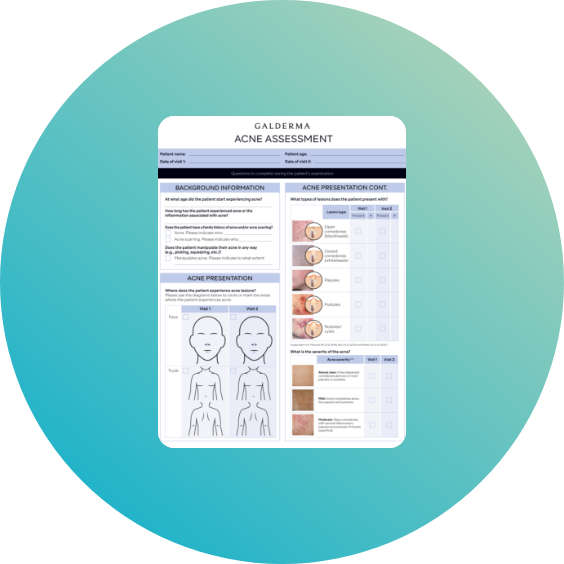 GALDERMA
ACNE ASSESSMENT
Patient name:
Patient age:
Date of visit 1:
Date of visit 2:
Questions to complete during the patient's examination
BACKGROUND INFORMATION
At what age did the patient start experiencing acne?
How long has the patient experienced acne or the
inflammation associated with acne?
Does the patient have a family history of acne and/or acne scarring?
Acne. Please indicate who:
Acne scarring. Please indicate who:
Does the patient manipulate their acne in any way
(e.g., picking, squeezing, etc.)?
Manipulates acne. Please indicate to what extent:
ACNE PRESENTATION
Where does the patient experience acne lesions?
Please use the diagrams below to circle or mark the areas
where the patient experiences acne.
Visit 1
Visit 2
Face
Trunk
ACNE PRESENTATION CONT.
What types of lesions does the patient present with?
Lesion type
Visit 1
Visit 2
Present
#
Present
#
Open
comedones
(blackheads)
Closed
comedones
(whiteheads)
Papules
Pustules
Nodules/
cysts
What is the severity of the acne?
Acne severity
Visit 1
Visit 2
Almost clear:
Mild:
Moderate: